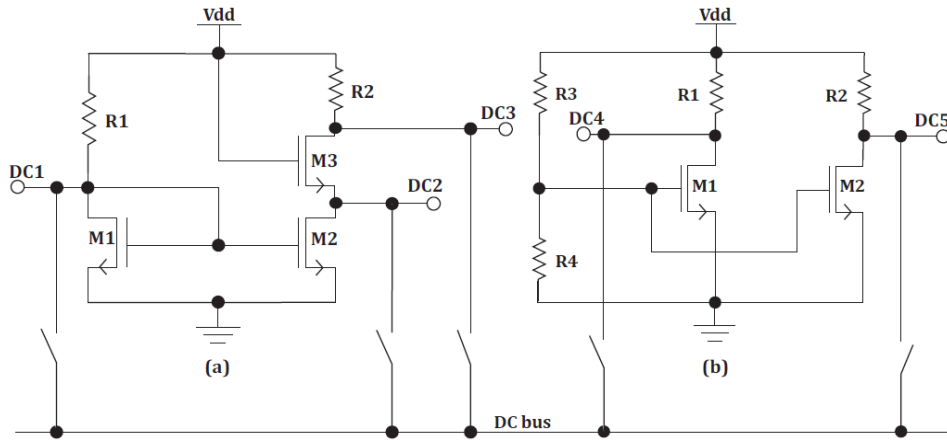 Vdd
R1
R2
DC3
M3
DC1
DC2
M1
M2
(a)
Vdd
R3
R1
R2
DC4
DC5
M1
M2
R4
(b)
DC bus